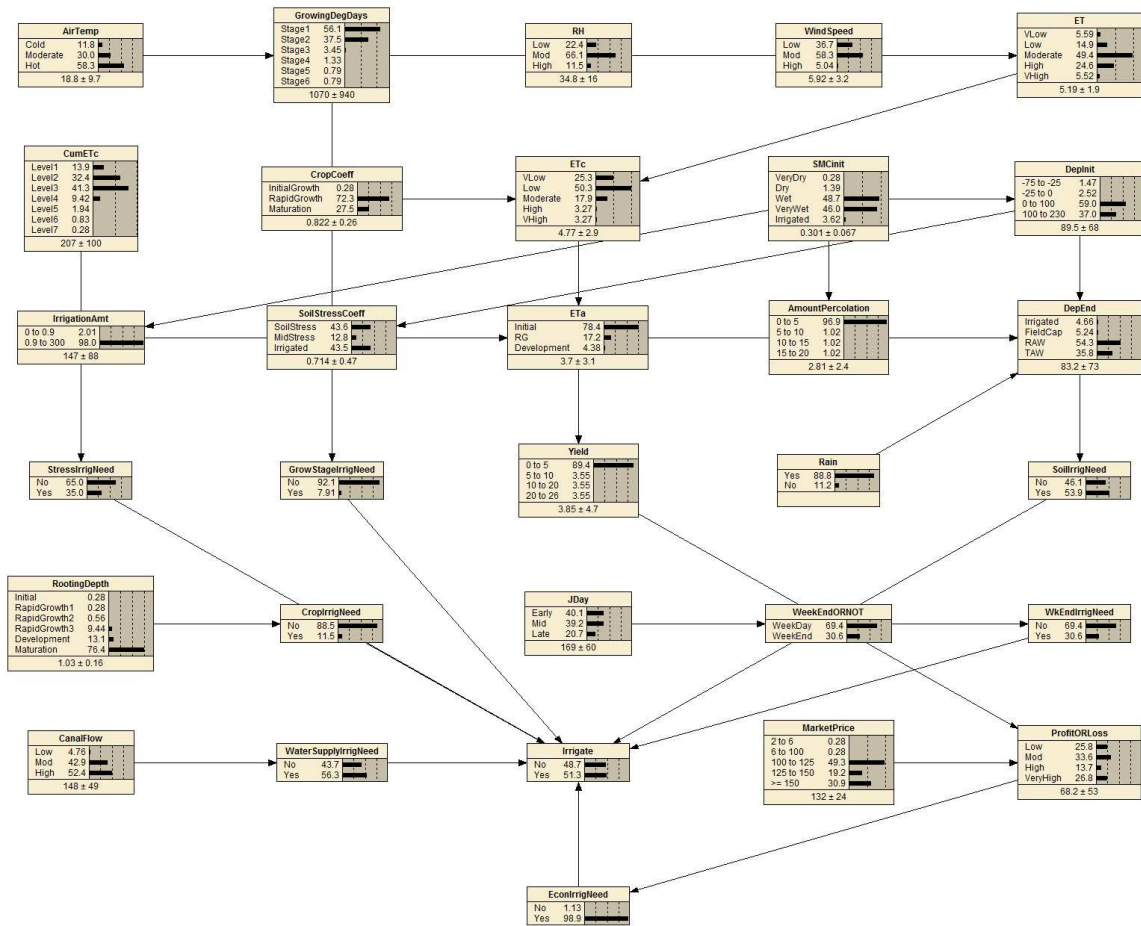 AirTemp
Cold 11.8
Moderate 30.0
Hot 58.3
18.8 ± 9.7
GrowingDegDays
Stage1 56.1
Stage2 37.5
Stage3 3.45
Stage4 1.33
Stage5 0.79
Stage6 0.79
1070 ± 940
RH
Low 22.4
Mod 66.1
High 11.5
34.8 ± 16
WindSpeed
Low 36.7
Mod 58.3
High 5.04
5.92 ± 3.2
ET
VLow 5.59
Low 14.9
Moderate 49.4
High 24.6
VHigh 5.52
5.19 ± 1.9
CumETc
Level1 13.9
Level2 32.4
Level3 41.3
Level4 9.42
Level5 1.94
Level6 0.83
Level7 0.28
207 ± 100
CropCoeff
InitialGrowth 0.28
RapidGrowth 72.3
Maturation 27.5
0.822 ± 0.26
ETc
VLow 25.3
Low 50.3
Moderate 17.9
High 3.27
VHigh 3.27
4.77 ± 2.9
SMCinit
VeryDry 0.28
Dry 1.39
Wet 48.7
VeryWet 46.0
Irrigated 3.62
0.301 ± 0.067
DepInit
-75 to -25 1.47
-25 to 0 2.52
0 to 100 59.0
100 to 230 37.0
89.5 ± 68
IrrigationAmt
0 to 0.9 2.01
0.9 to 300 98.0
147 ± 88
SoilStressCoeff
SoilStress 43.6
MidStress 12.8
Irrigated 43.5
0.714 ± 0.47
ETa
Initial 78.4
RG 17.2
Development 4.38
3.7 ± 3.1
AmountPercolation
0 to 5 96.9
5 to 10 1.02
10 to 15 1.02
15 to 20 1.02
2.81 ± 2.4
DepEnd
Irrigated 4.66
FieldCap 5.24
RAW 54.3
TAW 35.8
83.2 ± 73
StressIrrigNeed
No 65.0
Yes 35.0
GrowStageIrrigNeed
No 92.1
Yes 7.91
Yield
0 to 5 89.4
5 to 10 3.55
10 to 20 3.55
20 to 26 3.55
3.85 ± 4.7
Rain
Yes 88.8
No 11.2
SoilIrrigNeed
No 46.1
Yes 53.9
RootingDepth
Initial 0.28
RapidGrowth1 0.28
RapidGrowth2 0.56
RapidGrowth3 9.44
Development 13.1
Maturation 76.4
1.03 ± 0.16
CropIrrigNeed
No 88.5
Yes 11.5
JDay
Early 40.1
Mid 39.2
Late 20.7
169 ± 60
WeekEndORNOT
WeekDay 69.4
WeekEnd 30.6
WkEndIrrigNeed
No 69.4
Yes 30.6
CanalFlow
Low 4.76
Mod 42.9
High 52.4
148 ± 49
WaterSupplyIrrigNeed
No 43.7
Yes 56.3
Irrigate
No 48.7
Yes 51.3
MarketPrice
2 to 6 0.28
6 to 100 0.28
100 to 125 49.3
125 to 150 19.2
>= 150 30.9
132 ± 24
ProfitORLoss
Low 25.8
Mod 33.6
High 13.7
VeryHigh 26.8
68.2 ± 53
EconIrrigNeed
No 1.13
Yes 98.9